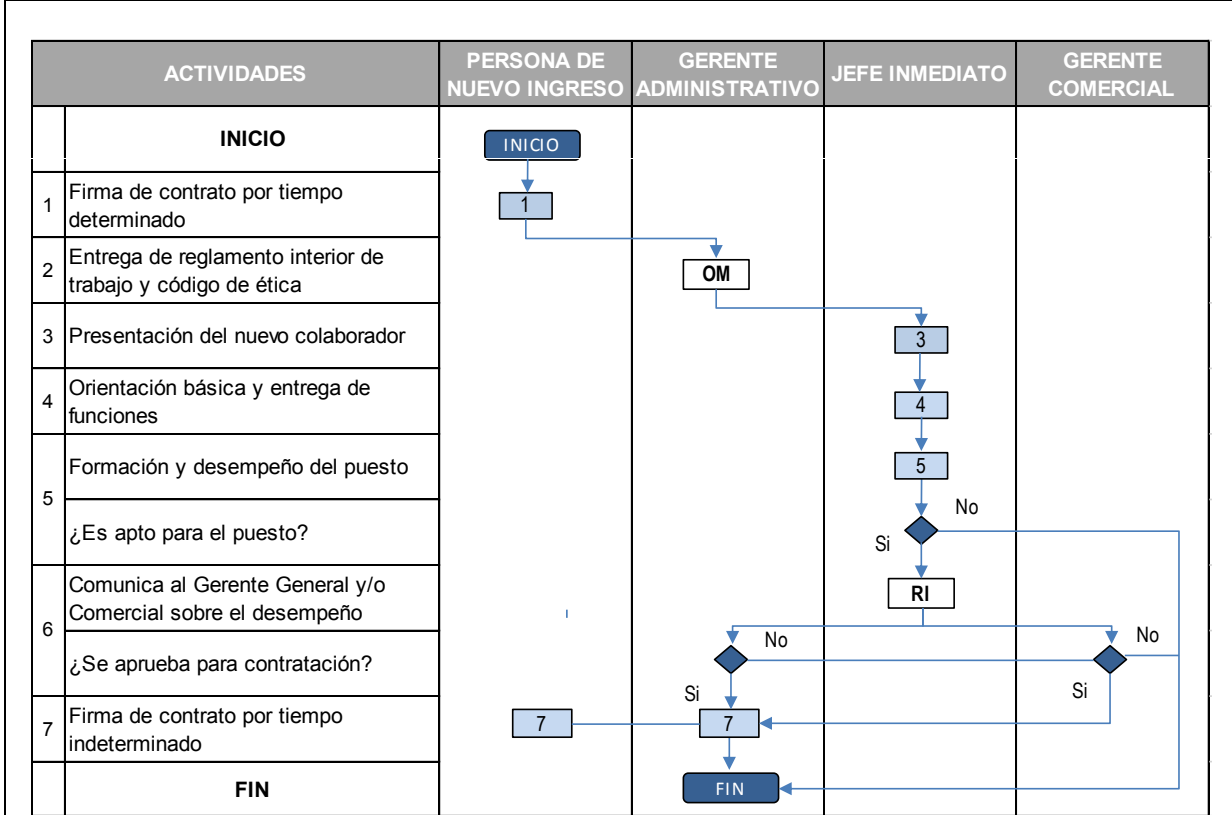 ACTIVIDADES
PERSONA DE
NUEVO INGRESO
GERENTE
ADMINISTRATIVO
JEFE INMEDIATO
GERENTE
COMERCIAL
INICIO
INICIO
1
Firma de contrato por tiempo
determinado
1
2
Entrega de reglamento interior de
trabajo y código de ética
OM
3
Presentación del nuevo colaborador
3
4
Orientación básica y entrega de
funciones
4
5
Formación y desempeño del puesto
5
¿Es apto para el puesto?
No
Si
6
Comunica al Gerente General y/o
Comercial sobre el desempeño
RI
¿Se aprueba para contratación?
No
No
Si
Si
7
Firma de contrato por tiempo
indeterminado
7
7
FIN
FIN